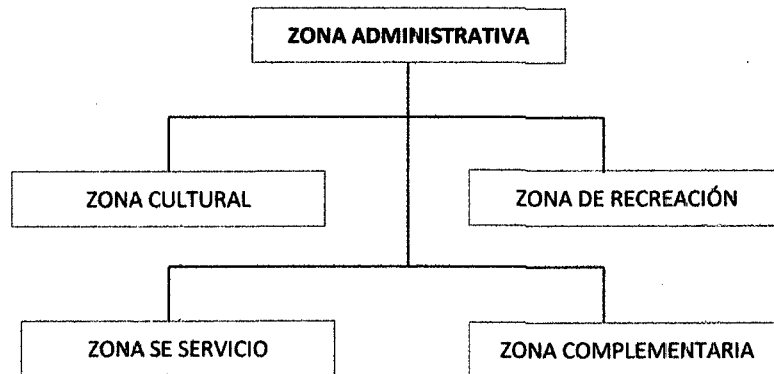 ZONA ADMINISTRATIVA
ZONA CULTURAL
ZONA DE RECREACIÓN
ZONA SE SERVICIO
ZONA COMPLEMENTARIA